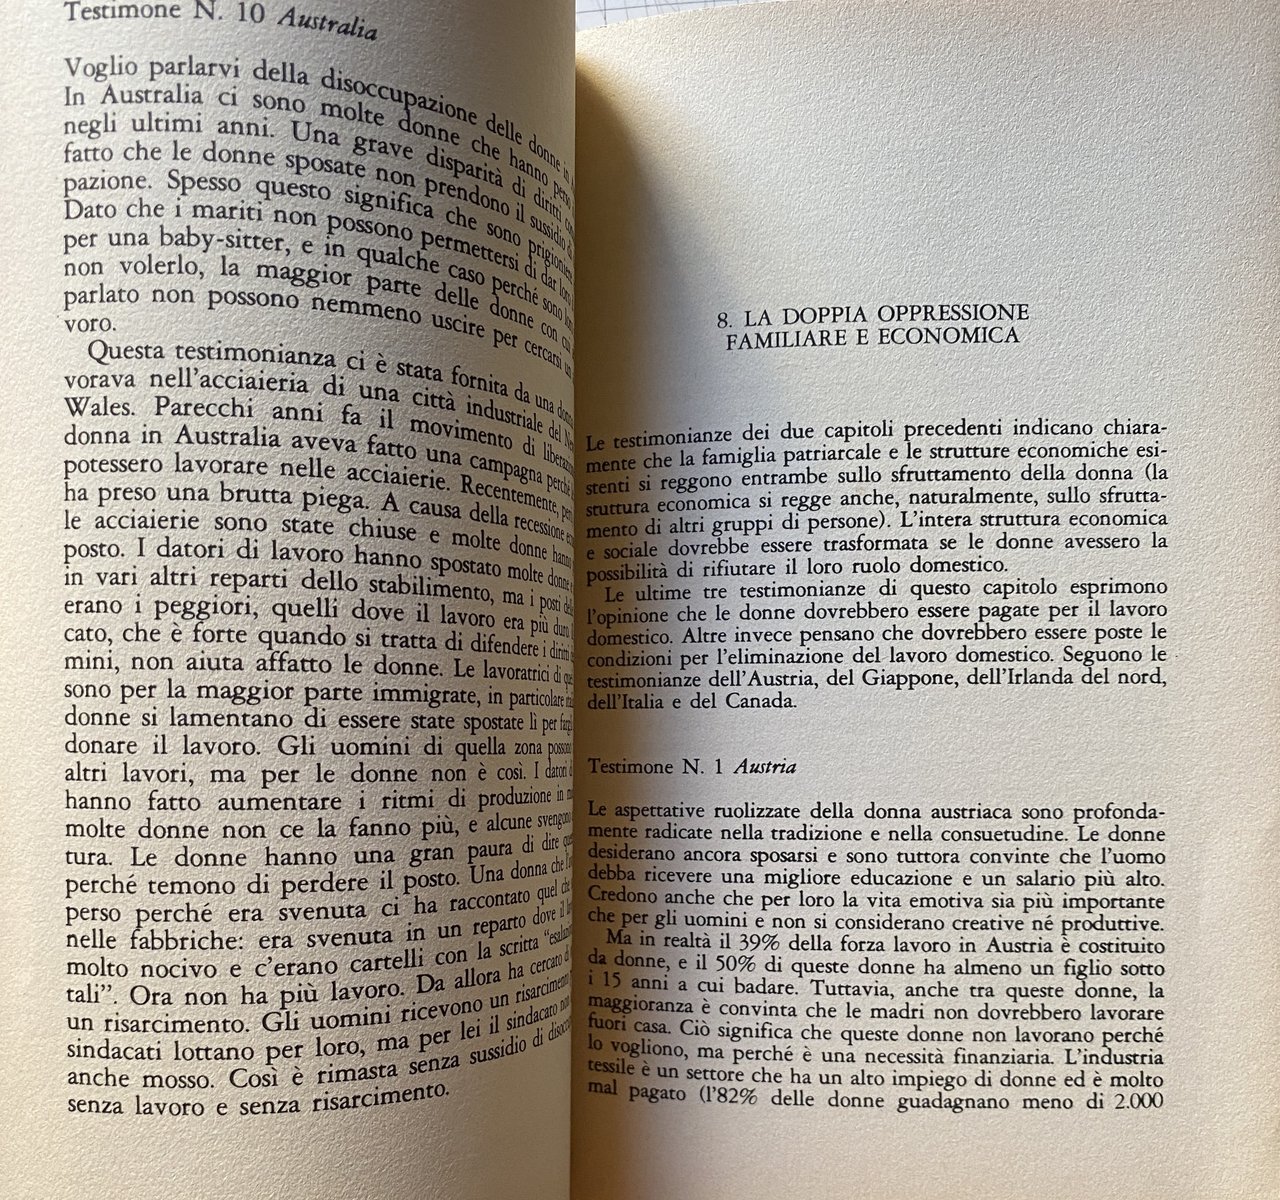 Testimone N. 10 Australia
Voglio parlarvi della disoccupazione delle donne in
In Australia ci sono molte donne che hanno perso
negli ultimi anni. Una grave disparità di diritti
fatto che le donne sposate non prendono il sussidio di
pazione. Spesso questo significa che sono prigioniere
Dato che i mariti non possono permettersi di dar loro
per una baby-sitter, e in qualche caso perché sono loro
non volerlo, la maggior parte delle donne con cui
parlato non possono nemmeno uscire per cercarsi un
voro.
Questa testimonianza ci è stata fornita da una donna
vorava nell'acciaieria di una città industriale del
Wales. Parecchi anni fa il movimento di
donna in Australia aveva fatto una campagna perché
potessero lavorare nelle acciaierie. Recentemente,
ha preso una brutta piega. A causa della recessione
le acciaierie sono state chiuse e molte donne hanno
posto. I datori di lavoro hanno spostato molte donne
in vari altri reparti dello stabilimento, ma i posti
erano i peggiori, quelli dove il lavoro era più duro.
cato, che è forte quando si tratta di difendere i diritti
mini, non aiuta affatto le donne. Le lavoratrici di
sono per la maggior parte immigrate, in particolare
donne si lamentano di essere state spostate lì per
donare il lavoro. Gli uomini di quella zona
altri lavori, ma per le donne non è così. I datori
hanno fatto aumentare i ritmi di produzione in
molte donne non ce la fanno più, e alcune svengono
tura. Le donne hanno una gran paura di dire
perché temono di perdere il posto. Una donna che
perso perché era svenuta ci ha raccontato quel che
nelle fabbriche: era svenuta in un reparto dove il
molto nocivo e c'erano cartelli con la scritta
tali". Ora non ha più lavoro. Da allora ha cercato
un risarcimento. Gli uomini ricevono un risarcimento
sindacati lottano per loro, ma per lei il sindacato non
anche mosso. Così è rimasta senza sussidio di
senza lavoro e senza risarcimento.
8. LA DOPPIA OPPRESSIONE
FAMILIARE E ECONOMICA
Le testimonianze dei due capitoli precedenti indicano chiara-
mente che la famiglia patriarcale e le strutture economiche esi-
stenti si reggono entrambe sullo sfruttamento della donna (la
struttura economica si regge anche, naturalmente, sullo sfrutta-
mento di altri gruppi di persone). L'intera struttura economica
e sociale dovrebbe essere trasformata se le donne avessero la
possibilità di rifiutare il loro ruolo domestico.
Le ultime tre testimonianze di questo capitolo esprimono
l'opinione che le donne dovrebbero essere pagate per il lavoro
domestico. Altre invece pensano che dovrebbero essere poste le
condizioni per l'eliminazione del lavoro domestico. Seguono le
testimonianze dell'Austria, del Giappone, dell'Irlanda del nord,
dell'Italia e del Canada.
Testimone N. 1 Austria
Le aspettative ruolizzate della donna austriaca sono profonda-
mente radicate nella tradizione e nella consuetudine. Le donne
desiderano ancora sposarsi e sono tuttora convinte che l'uomo
debba ricevere una migliore educazione e un salario più alto.
Credono anche che per loro la vita emotiva sia più importante
che per gli uomini e non si considerano creative né produttive.
Ma in realtà il 39% della forza lavoro in Austria è costituito
da donne, e il 50% di queste donne ha almeno un figlio sotto
i 15 anni a cui badare. Tuttavia, anche tra queste donne, la
maggioranza è convinta che le madri non dovrebbero lavorare
fuori casa. Ciò significa che queste donne non lavorano perché
lo vogliono, ma perché è una necessità finanziaria. L'industria
tessile è un settore che ha un alto impiego di donne ed è molto
mal pagato (l'82% delle donne guadagnano meno di 2.000